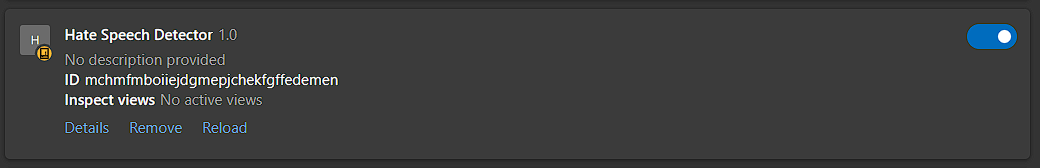 H
Hate Speech Detector 1.0
No description provided
ID mchmfmboiiejdgmepjchekfgffedemen
Inspect views No active views
Details Remove Reload